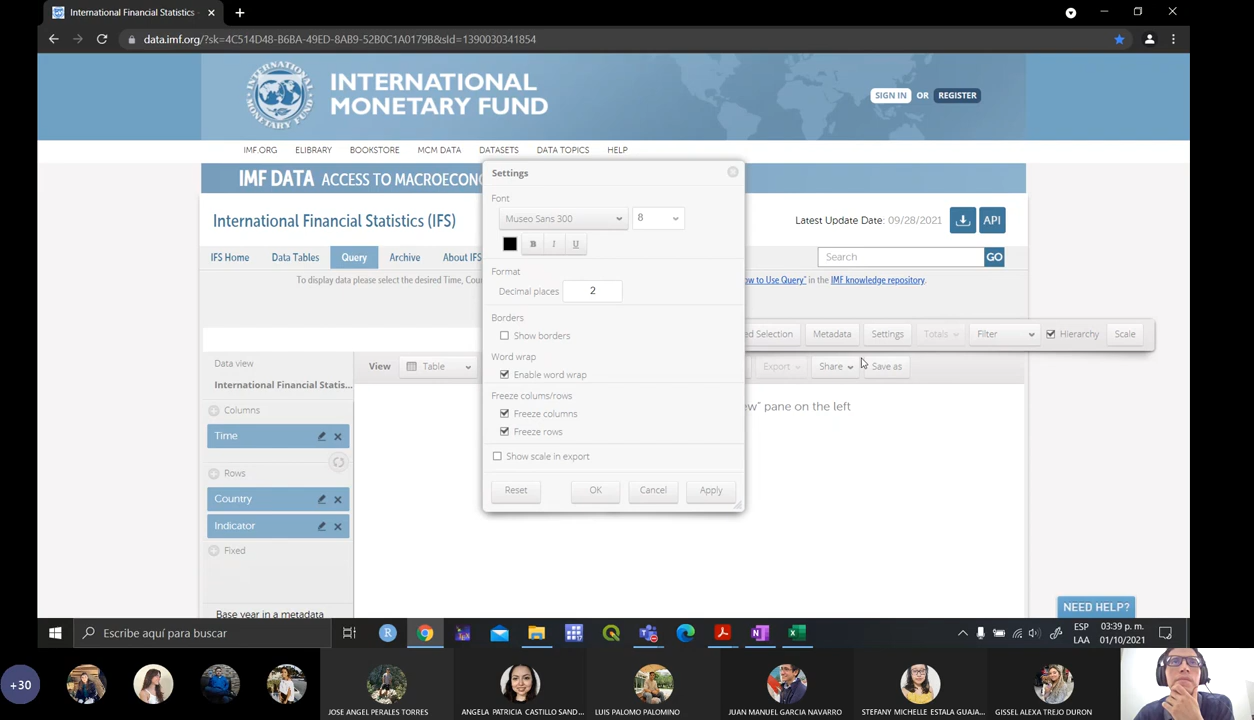 International Financial Statistics -
data.imf.org/?sk=4C514D48-B6BA-49ED-8AB9-52B0C1A0179B&sId=1390030341854
INTERNATIONAL
MONETARY FUND
SIGN IN OR REGISTER
IMF.ORG ELIBRARY BOOKSTORE MCM DATA DATASETS DATA TOPICS HELP
IMF DATA ACCESS TO MACROECON
International Financial Statistics (IFS)
Latest Update Date: 09/28/2021 API
IFS Home Data Tables Query Archive About IFS
Search GO
To display data please select the desired Time, Cou
ow to Use Query" in the IMF knowledge repository.
ed Selection Metadata Settings Totals Filter Hierarchy Scale
Data view
International Financial Statis...
View Table Export Share Save as
ew" pane on the left
Columns
Time
Rows
Country
Indicator
Fixed
Base year in a metadata
Settings
Font
Museo Sans 300 8
B I U
Format
Decimal places 2
Borders
Show borders
Word wrap
Enable word wrap
Freeze colums/rows
Freeze columns
Freeze rows
Show scale in export
Reset OK Cancel Apply
NEED HELP?
Escribe aquí para buscar
ESP
LAA
03:39 p. m.
01/10/2021
+30
JOSE ANGEL PERALES TORRES
ANGELA PATRICIA CASTILLO SAND...
LUIS PALOMO PALOMINO
JUAN MANUEL GARCIA NAVARRO
STEFANY MICHELLE ESTALA GUAJA...
GISSEL ALEXA TREJO DURON